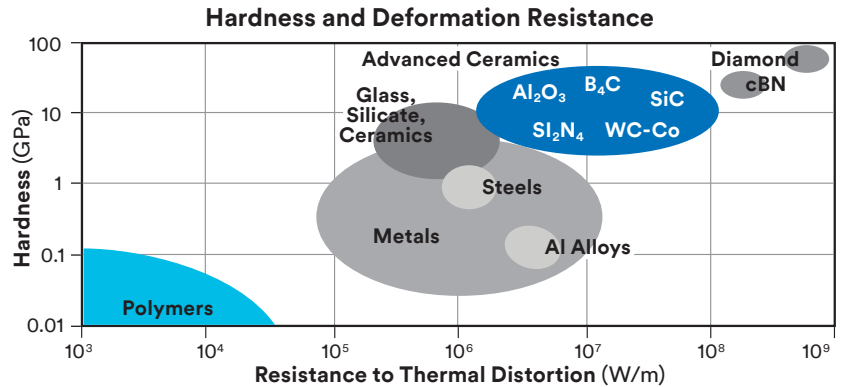 Hardness and Deformation Resistance
100
10
1
0.1
0.01
Hardness (GPa)
Advanced Ceramics
Diamond
cBN
Al₂O₃
B₄C
SiC
SI₂N₄
WC-Co
Glass,
Silicate,
Ceramics
Steels
Metals
Al Alloys
Polymers
10³
10⁴
10⁵
10⁶
10⁷
10⁸
10⁹
Resistance to Thermal Distortion (W/m)